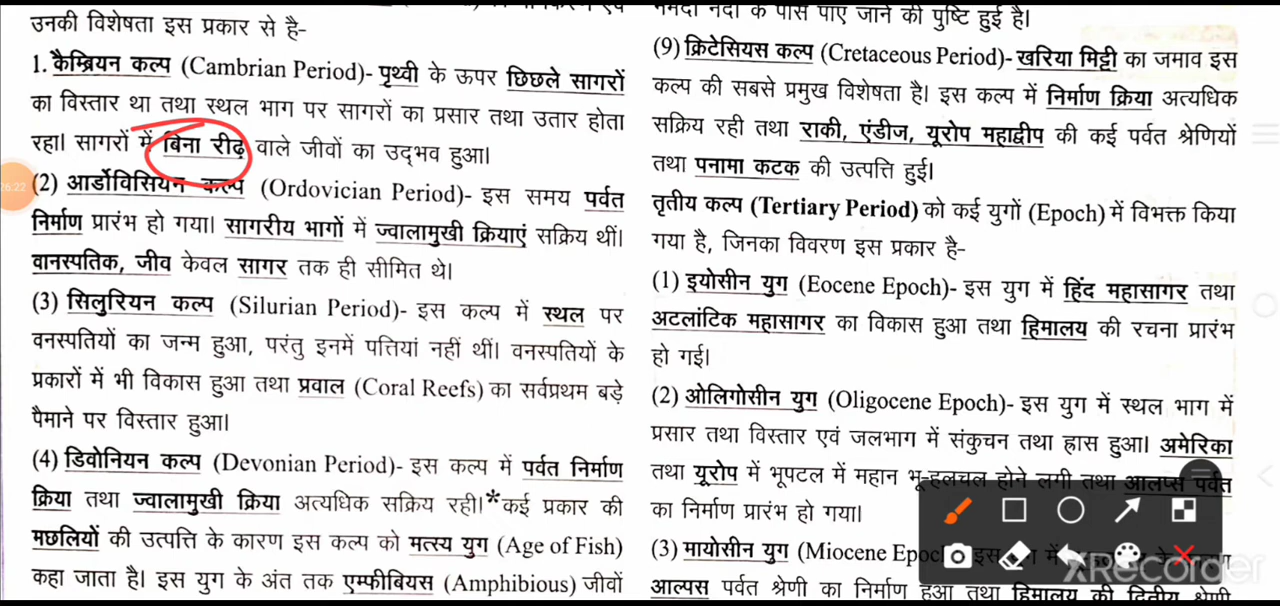 उनकी विशेषता इस प्रकार से है-
1. कैम्ब्रियन कल्प (Cambrian Period)- पृथ्वी के ऊपर छिछले सागरों
का विस्तार था तथा स्थल भाग पर सागरों का प्रसार तथा उतार होता
रहा। सागरों में बिना रीढ़ वाले जीवों का उद्भव हुआ।
(2) आर्डोविसियन कल्प (Ordovician Period)- इस समय पर्वत
निर्माण प्रारंभ हो गया। सागरीय भागों में ज्वालामुखी क्रियाएं सक्रिय थीं।
वानस्पतिक, जीव केवल सागर तक ही सीमित थे।
(3) सिलुरियन कल्प (Silurian Period)- इस कल्प में स्थल पर
वनस्पतियों का जन्म हुआ, परंतु इनमें पत्तियां नहीं थीं। वनस्पतियों के
प्रकारों में भी विकास हुआ तथा प्रवाल (Coral Reefs) का सर्वप्रथम बड़े
पैमाने पर विस्तार हुआ।
(4) डिवोनियन कल्प (Devonian Period)- इस कल्प में पर्वत निर्माण
क्रिया तथा ज्वालामुखी क्रिया अत्यधिक सक्रिय रही।*कई प्रकार की
मछलियों की उत्पत्ति के कारण इस कल्प को मत्स्य युग (Age of Fish)
कहा जाता है। इस युग के अंत तक एम्फीबियस (Amphibious) जीवों
नर्मदा नदी के पास पाए जाने की पुष्टि हुई है।
(9) क्रिटेसियस कल्प (Cretaceous Period)- खरिया मिट्टी का जमाव इस
कल्प की सबसे प्रमुख विशेषता है। इस कल्प में निर्माण क्रिया अत्यधिक
सक्रिय रही तथा राकी, एंडीज, यूरोप महाद्वीप की कई पर्वत श्रेणियों
तथा पनामा कटक की उत्पत्ति हुई।
तृतीय कल्प (Tertiary Period) को कई युगों (Epoch) में विभक्त किया
गया है, जिनका विवरण इस प्रकार है-
(1) इयोसीन युग (Eocene Epoch)- इस युग में हिंद महासागर तथा
अटलांटिक महासागर का विकास हुआ तथा हिमालय की रचना प्रारंभ
हो गई।
(2) ओलिगोसीन युग (Oligocene Epoch)- इस युग में स्थल भाग में
प्रसार तथा विस्तार एवं जलभाग में संकुचन तथा ह्रास हुआ। अमेरिका
तथा यूरोप में भूपटल में महान भू-हलचल होने लगी तथा आल्प्स पर्वत
का निर्माण प्रारंभ हो गया।
(3) मायोसीन युग (Miocene Epoc
आल्पस पर्वत श्रेणी का निर्माण हुआ तथा हिमालय की द्वितीय श्रेणी
26:22
XRecorder